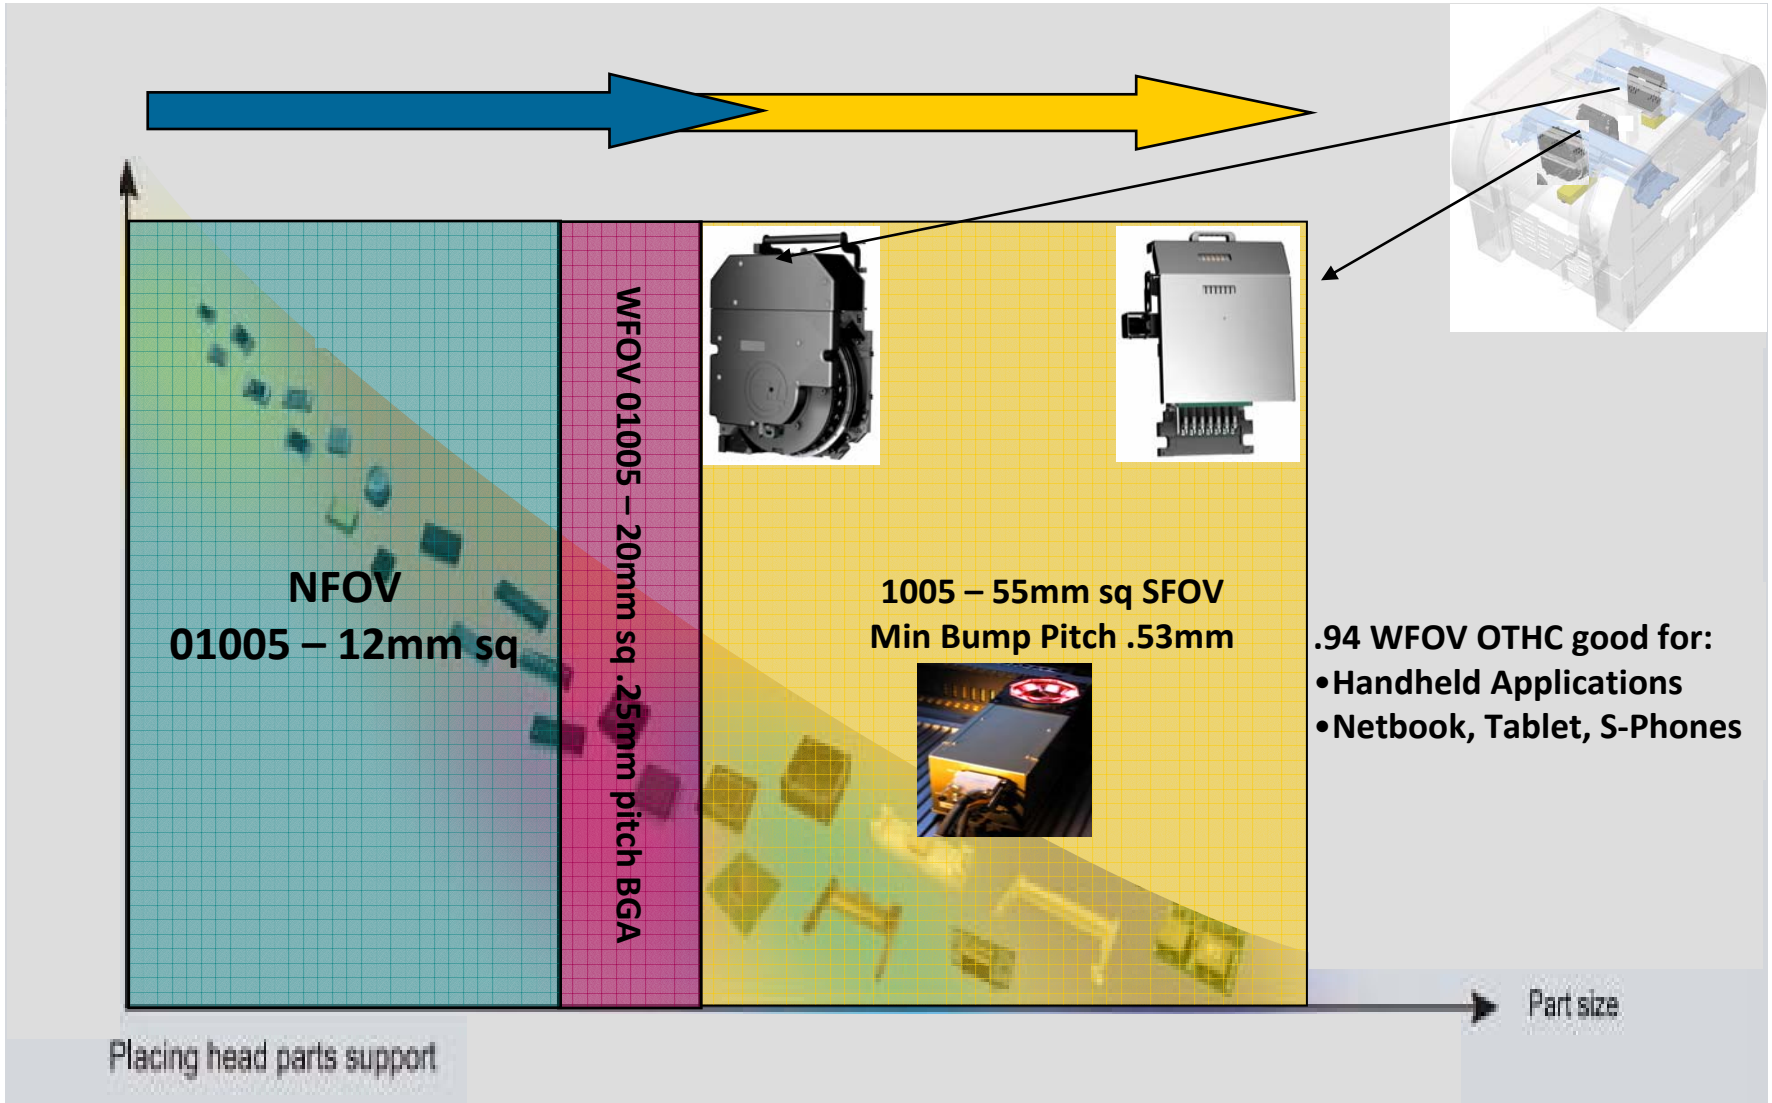 NFOV
01005 – 12mm sq
WFOV 01005 – 20mm sq .25mm pitch BGA
1005 – 55mm sq SFOV
Min Bump Pitch .53mm
.94 WFOV OTHC good for:
•Handheld Applications
•Netbook, Tablet, S-Phones
Part size
Placing head parts support